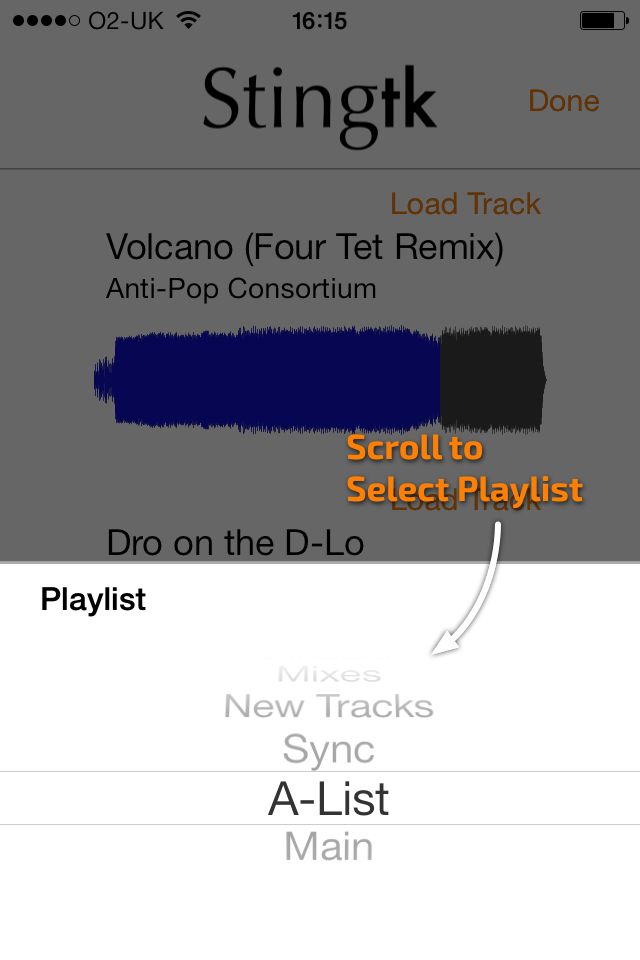 O2-UK 16:15
Stingtk
Done
Load Track
Volcano (Four Tet Remix)
Anti-Pop Consortium
Scroll to
Select Playlist
Load Track
Dro on the D-Lo
Playlist
Mixes
New Tracks
Sync
A-List
Main